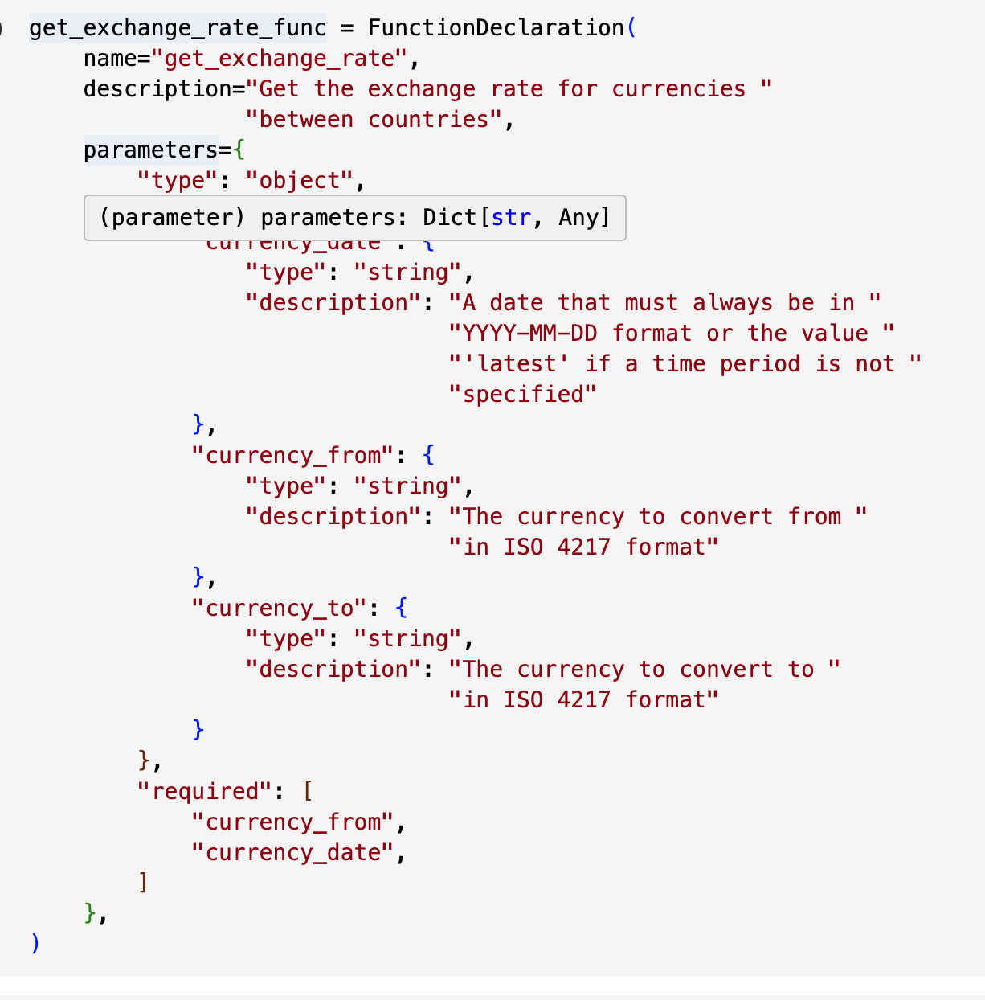 get_exchange_rate_func = FunctionDeclaration(
    name="get_exchange_rate",
    description="Get the exchange rate for currencies "
                "between countries",
    parameters={
        "type": "object",
(parameter) parameters: Dict[str, Any]
            "currency_date": {
                "type": "string",
                "description": "A date that must always be in "
                               "YYYY-MM-DD format or the value "
                               "'latest' if a time period is not "
                               "specified"
            },
            "currency_from": {
                "type": "string",
                "description": "The currency to convert from "
                               "in ISO 4217 format"
            },
            "currency_to": {
                "type": "string",
                "description": "The currency to convert to "
                               "in ISO 4217 format"
            }
        },
        "required": [
            "currency_from",
            "currency_date",
        ]
    },
)